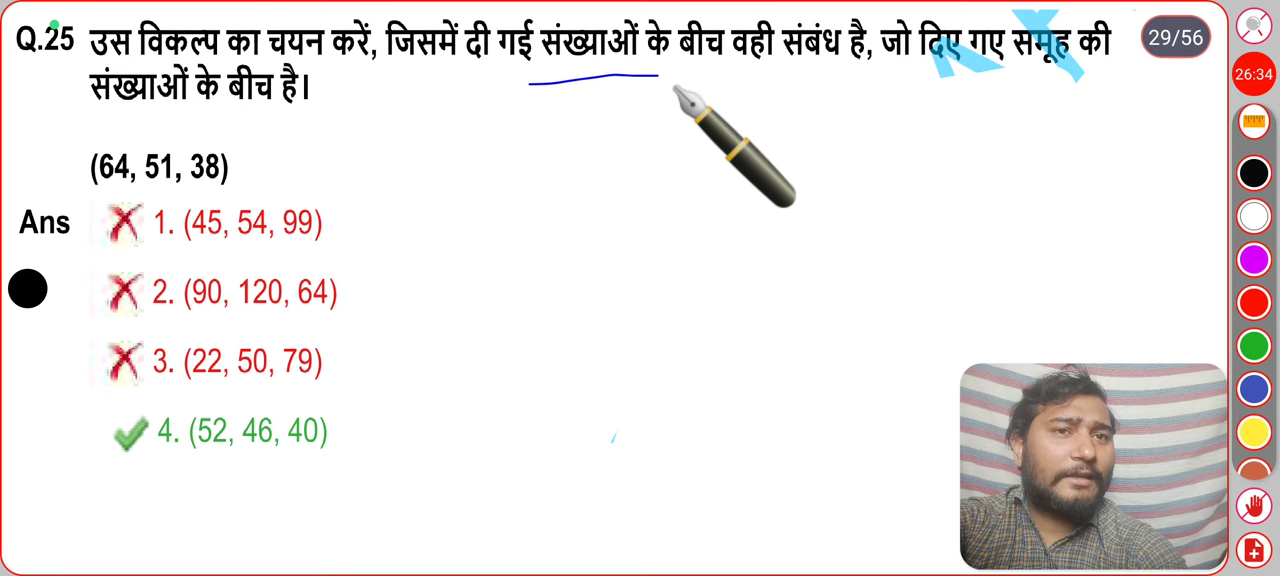 Q.25 उस विकल्प का चयन करें, जिसमें दी गई संख्याओं के बीच वही संबंध है, जो दिए गए समूह की
संख्याओं के बीच है।
29/56
26:34
(64, 51, 38)
Ans 1. (45, 54, 99)
2. (90, 120, 64)
3. (22, 50, 79)
4. (52, 46, 40)